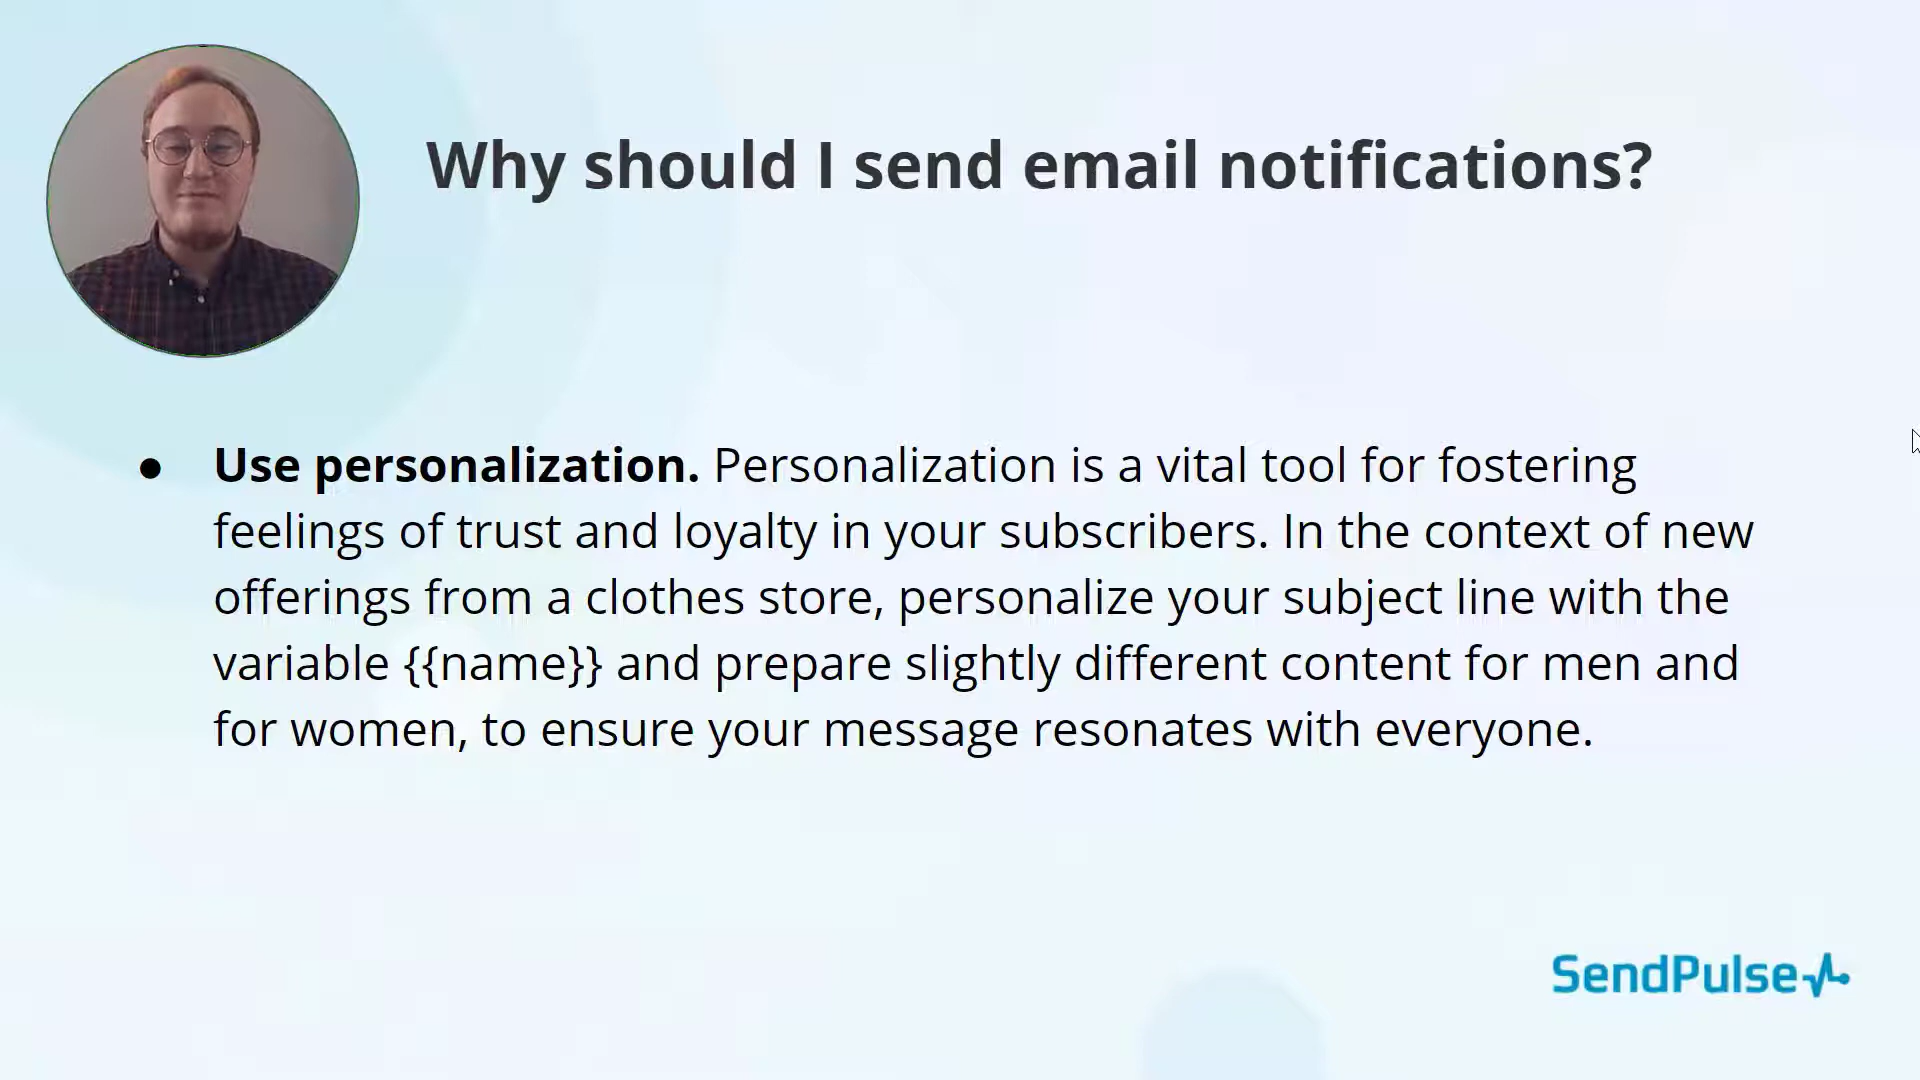 Why should I send email notifications?
● Use personalization. Personalization is a vital tool for fostering
feelings of trust and loyalty in your subscribers. In the context of new
offerings from a clothes store, personalize your subject line with the
variable {{name}} and prepare slightly different content for men and
for women, to ensure your message resonates with everyone.
SendPulse